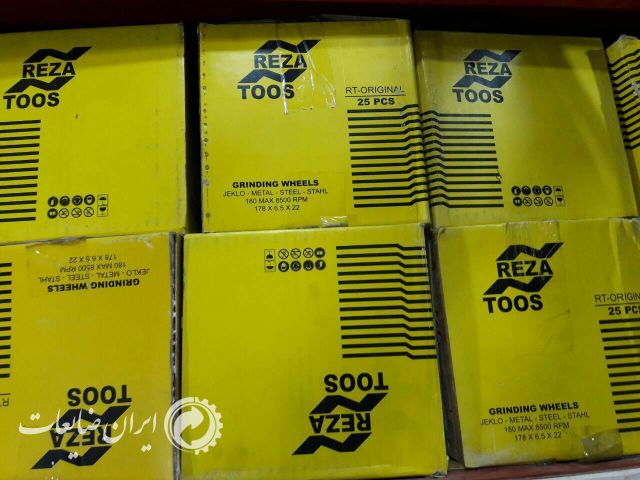 REZA
TOOS
REZA
TOOS
RT-ORIGINAL
25 PCS
GRINDING WHEELS
JEKLO - METAL - STEEL - STAHL
180 MAX 8500 RPM
178 X 6.5 X 22
REZA
TOOS
GRINDING WHEELS
JEKLO - METAL - STEEL - STAHL
180 MAX 8500 RPM
178 X 6.5 X 22
REZA
TOOS
REZA
TOOS
REZA
TOOS
RT-ORIGINAL
25 PCS
GRINDING WHEELS
JEKLO - METAL - STEEL - STAHL
180 MAX 8500 RPM
178 X 6.5 X 22
ایران ضایعات